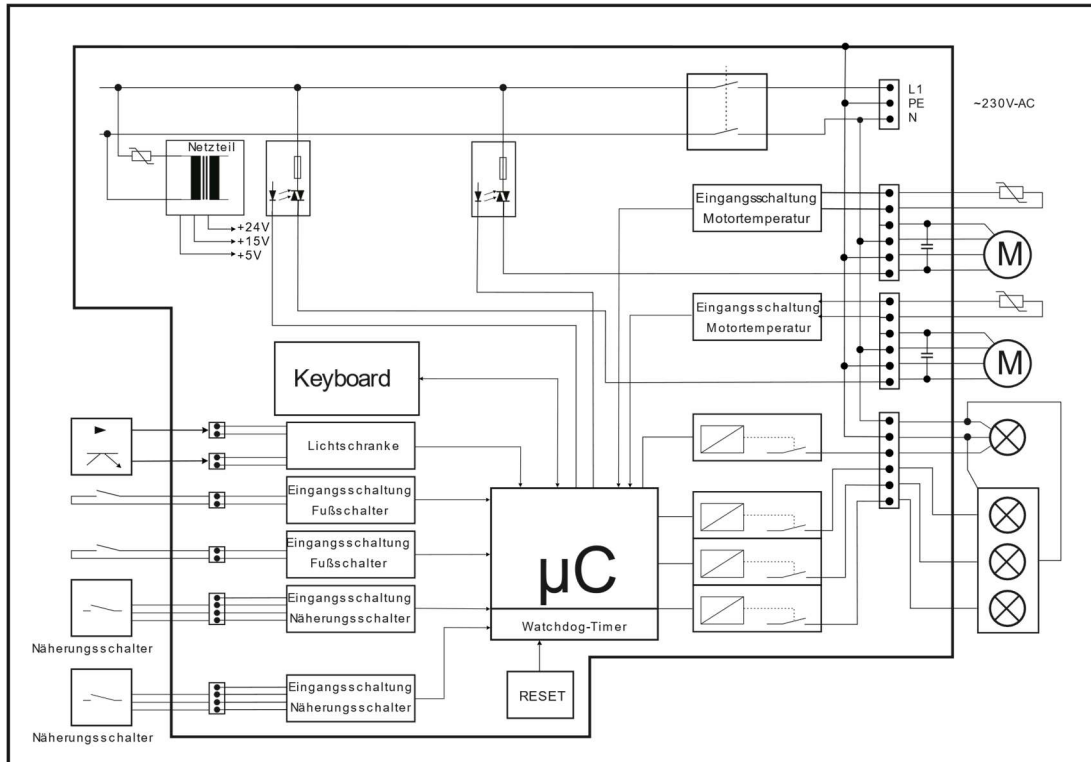 L1
PE
N
~230V-AC
Netzteil
+24V
+15V
+5V
Eingangsschaltung
Motortemperatur
M
Eingangsschaltung
Motortemperatur
M
Keyboard
Lichtschranke
Eingangsschaltung
Fußschalter
Eingangsschaltung
Fußschalter
Eingangsschaltung
Näherungsschalter
Näherungsschalter
Eingangsschaltung
Näherungsschalter
Näherungsschalter
µC
Watchdog-Timer
RESET